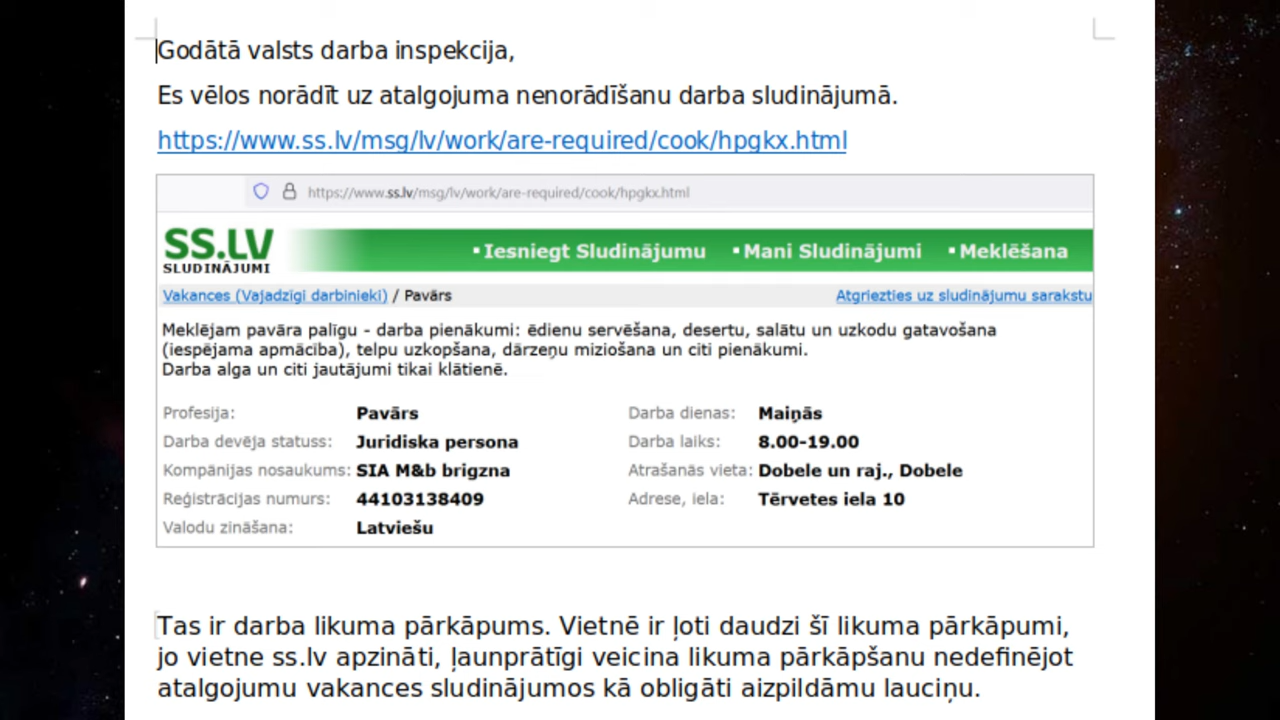 Godātā valsts darba inspekcija,
Es vēlos norādīt uz atalgojuma nenorādīšanu darba sludinājumā.
https://www.ss.lv/msg/lv/work/are-required/cook/hpgkx.html
https://www.ss.lv/msg/lv/work/are-required/cook/hpgkx.html
SS.LV
SLUDINĀJUMI
▪ Iesniegt Sludinājumu ▪ Mani Sludinājumi ▪ Meklēšana
Vakances (Vajadzīgi darbinieki) / Pavārs Atgriezties uz sludinājumu sarakstu
Meklējam pavāra palīgu - darba pienākumi: ēdienu servēšana, desertu, salātu un uzkodu gatavošana
(iespējama apmācība), telpu uzkopšana, dārzeņu miziošana un citi pienākumi.
Darba alga un citi jautājumi tikai klātienē.
Profesija: Pavārs Darba dienas: Maiņās
Darba devēja statuss: Juridiska persona Darba laiks: 8.00-19.00
Kompānijas nosaukums: SIA M&b brigzna Atrašanās vieta: Dobele un raj., Dobele
Reģistrācijas numurs: 44103138409 Adrese, iela: Tērvetes iela 10
Valodu zināšana: Latviešu
Tas ir darba likuma pārkāpums. Vietnē ir ļoti daudzi šī likuma pārkāpumi,
jo vietne ss.lv apzināti, ļaunprātīgi veicina likuma pārkāpšanu nedefinējot
atalgojumu vakances sludinājumos kā obligāti aizpildāmu lauciņu.